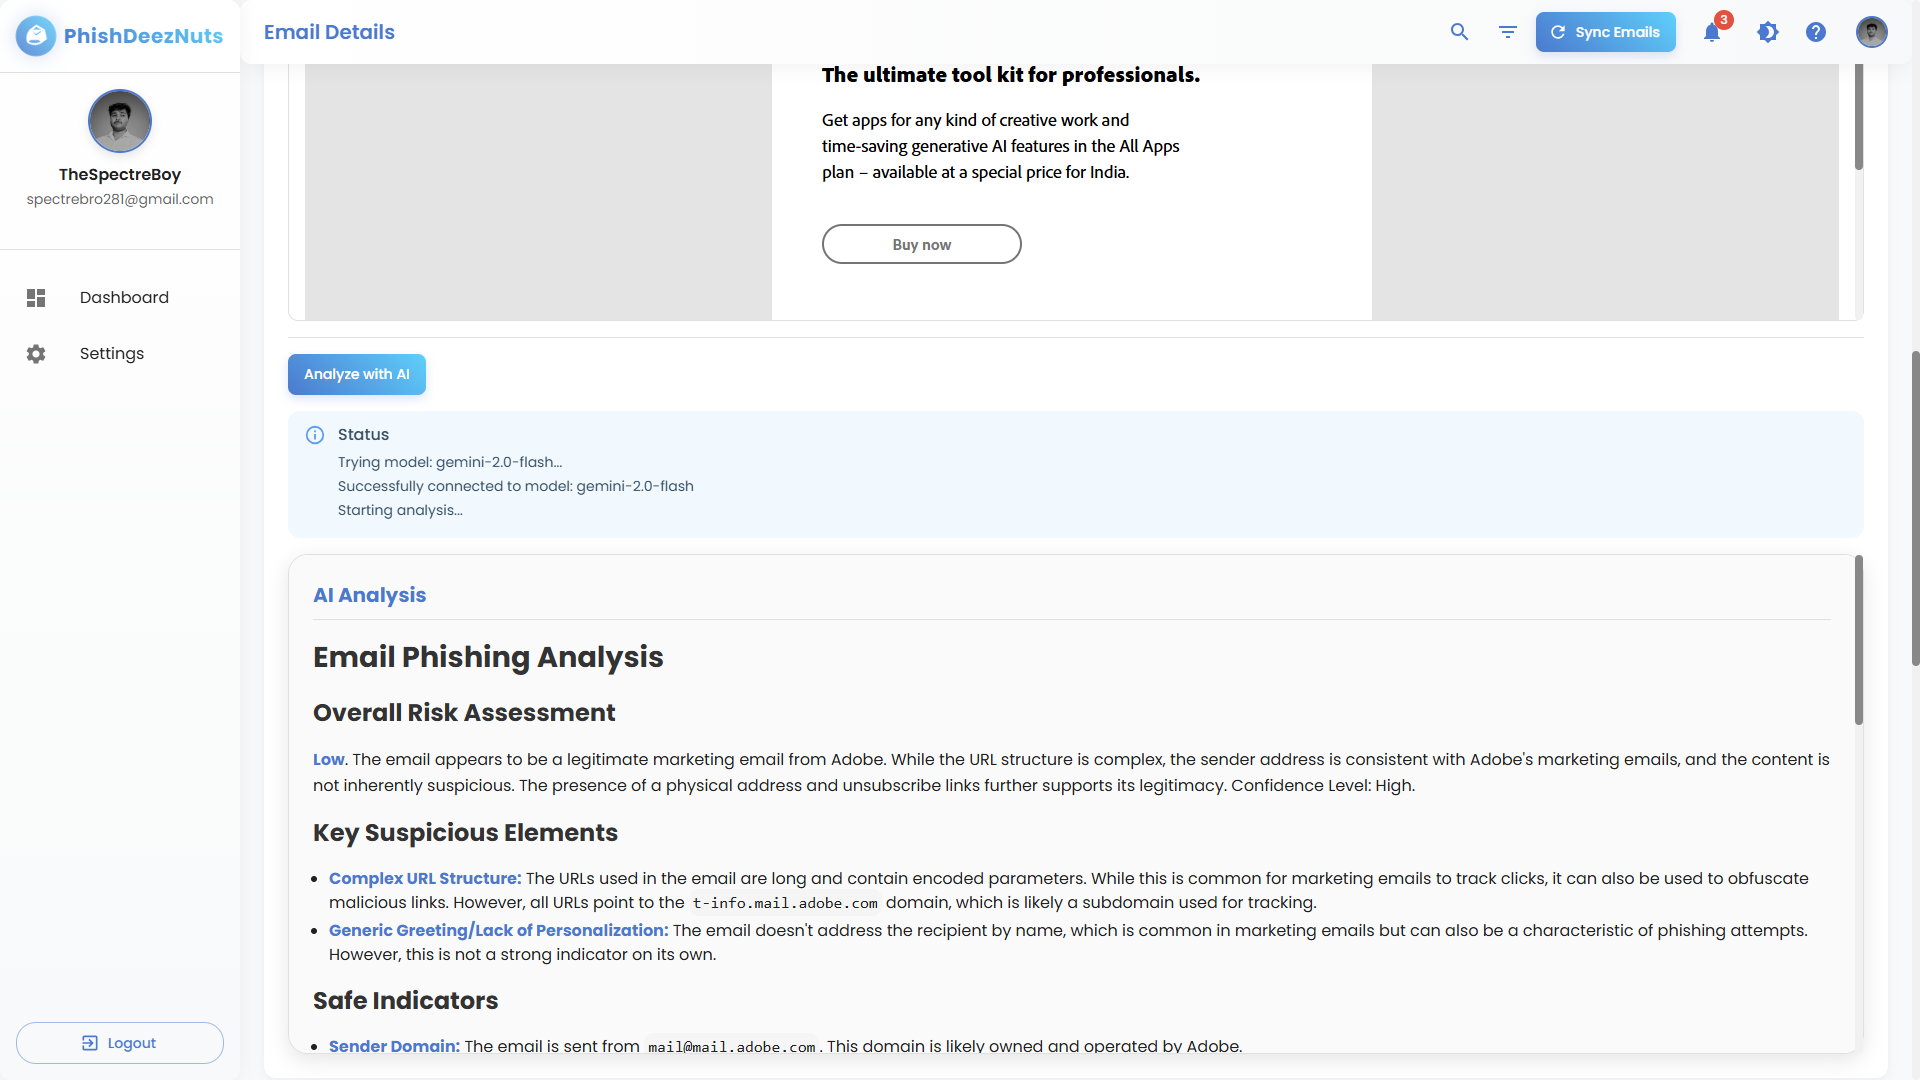 PhishDeezNuts
TheSpectreBoy
spectrebro281@gmail.com
Dashboard
Settings
Logout
Email Details
Sync Emails
3
The ultimate tool kit for professionals.
Get apps for any kind of creative work and
time-saving generative AI features in the All Apps
plan – available at a special price for India.
Buy now
Analyze with AI
Status
Trying model: gemini-2.0-flash...
Successfully connected to model: gemini-2.0-flash
Starting analysis...
AI Analysis
Email Phishing Analysis
Overall Risk Assessment
Low. The email appears to be a legitimate marketing email from Adobe. While the URL structure is complex, the sender address is consistent with Adobe's marketing emails, and the content is
not inherently suspicious. The presence of a physical address and unsubscribe links further supports its legitimacy. Confidence Level: High.
Key Suspicious Elements
• Complex URL Structure: The URLs used in the email are long and contain encoded parameters. While this is common for marketing emails to track clicks, it can also be used to obfuscate
malicious links. However, all URLs point to the t-info.mail.adobe.com domain, which is likely a subdomain used for tracking.
• Generic Greeting/Lack of Personalization: The email doesn't address the recipient by name, which is common in marketing emails but can also be a characteristic of phishing attempts.
However, this is not a strong indicator on its own.
Safe Indicators
• Sender Domain: The email is sent from mail@mail.adobe.com. This domain is likely owned and operated by Adobe.